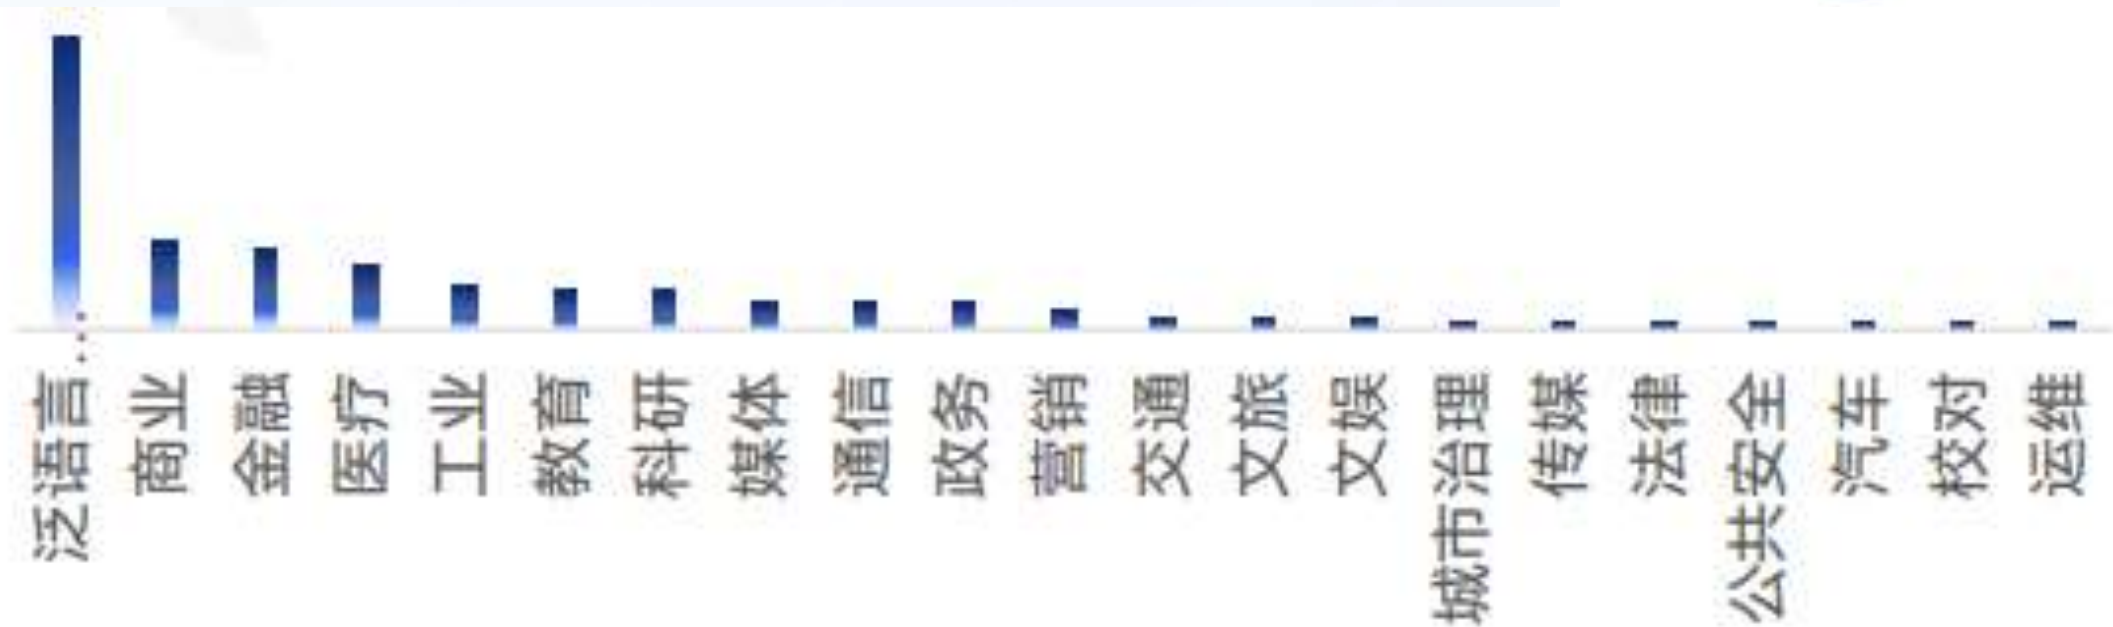 泛语言...
商业
金融
医疗
工业
教育
科研
媒体
通信
政务
营销
交通
文旅
文娱
城市治理
传媒
法律
公共安全
汽车
校对
运维